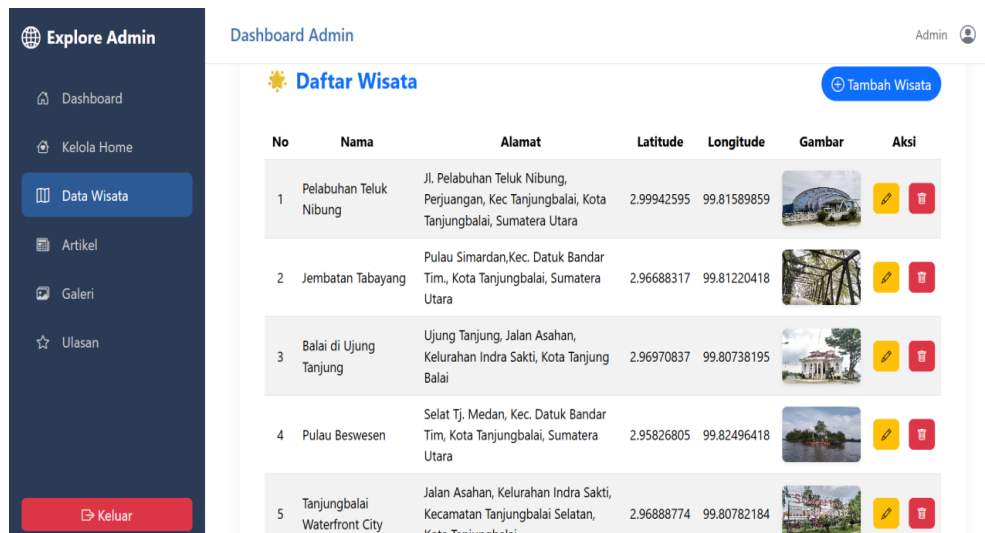 Explore Admin
Dashboard Admin
Admin
Dashboard
Kelola Home
Data Wisata
Artikel
Galeri
Ulasan
Keluar
Daftar Wisata
Tambah Wisata
No Nama Alamat Latitude Longitude Gambar Aksi
1 Pelabuhan Teluk Nibung
Jl. Pelabuhan Teluk Nibung,
Perjuangan, Kec Tanjungbalai, Kota
Tanjungbalai, Sumatera Utara
2.99942595 99.81589859
2 Jembatan Tabayang
Pulau Simardan,Kec. Datuk Bandar
Tim., Kota Tanjungbalai, Sumatera
Utara
2.96688317 99.81220418
3 Balai di Ujung Tanjung
Ujung Tanjung, Jalan Asahan,
Kelurahan Indra Sakti, Kota Tanjung
Balai
2.96970837 99.80738195
4 Pulau Beswesen
Selat Tj. Medan, Kec. Datuk Bandar
Tim, Kota Tanjungbalai, Sumatera
Utara
2.95826805 99.82496418
5 Tanjungbalai Waterfront City
Jalan Asahan, Kelurahan Indra Sakti,
Kecamatan Tanjungbalai Selatan,
Kota Tanjungbalai
2.96888774 99.80782184